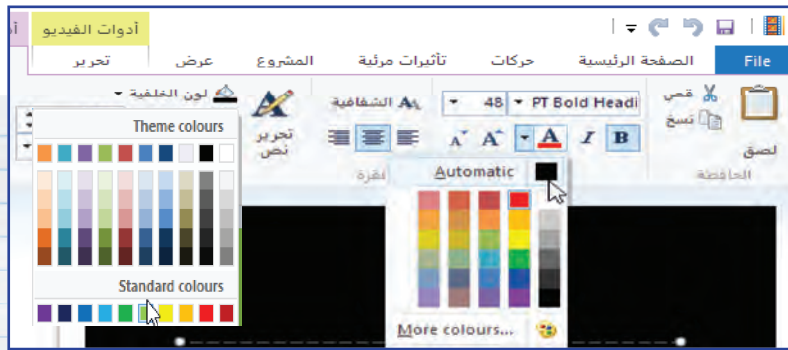 أدوات الفيديو
File الصفحة الرئيسية حركات تأثيرات مرئية المشروع عرض تحرير
قص
نسخ
لصق
الحافظة
PT Bold Headi 48
B I A A A
الشفافية
فقرة
تحرير نص
لون الخلفية
Automatic
More colours...
Theme colours
Standard colours